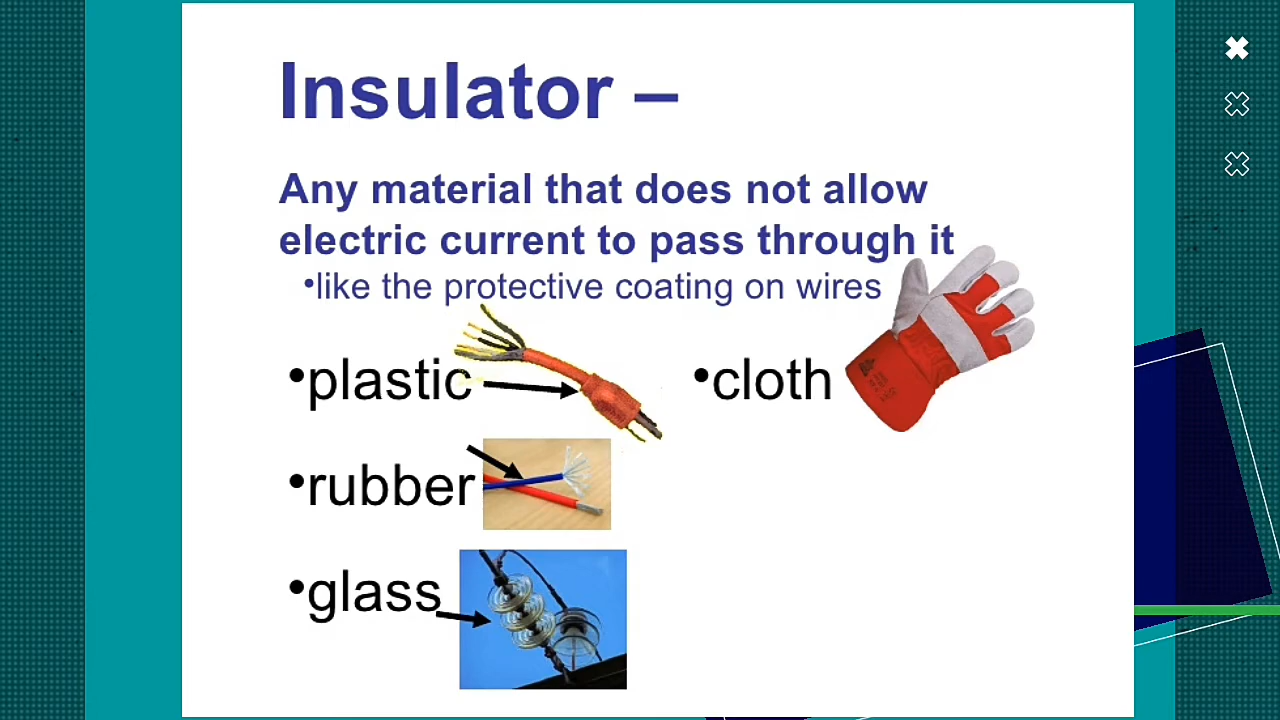 Insulator –
Any material that does not allow
electric current to pass through it
•like the protective coating on wires
•plastic
•cloth
•rubber
•glass